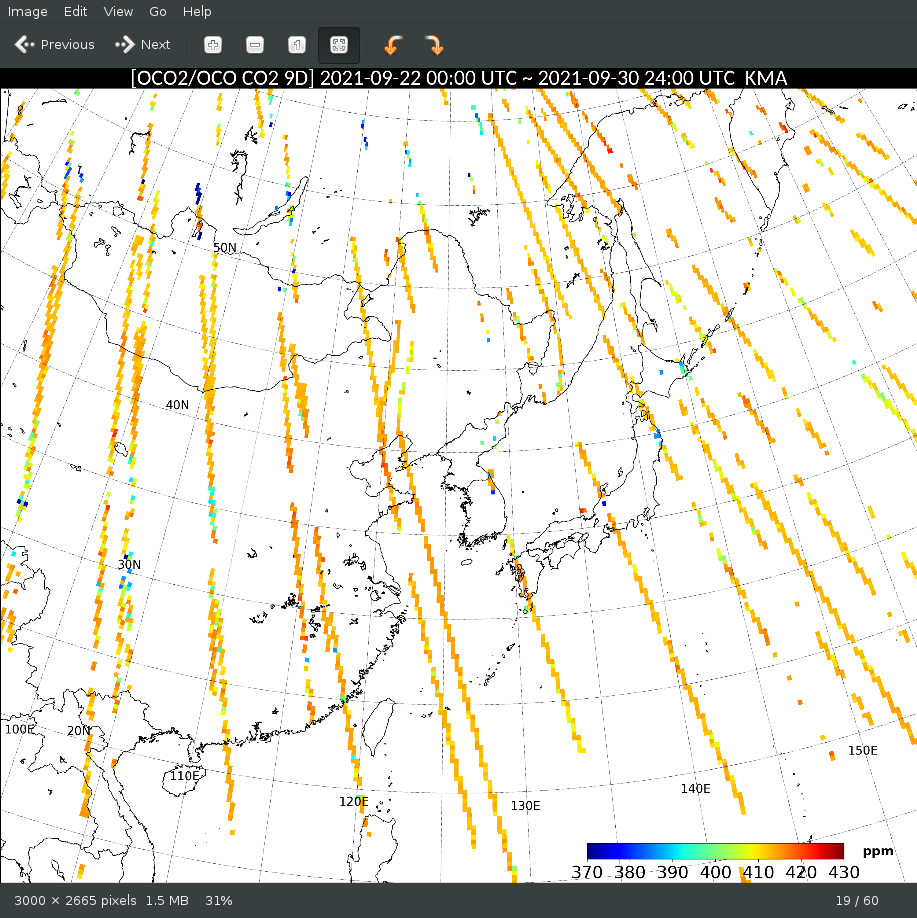 Image Edit View Go Help
Previous Next
[OCO2/OCO CO2 9D] 2021-09-22 00:00 UTC ~ 2021-09-30 24:00 UTC KMA
50N
40N
30N
100E 20N
110E
120E 130E 140E 150E
ppm
370 380 390 400 410 420 430
3000 × 2665 pixels 1.5 MB 31% 19 / 60